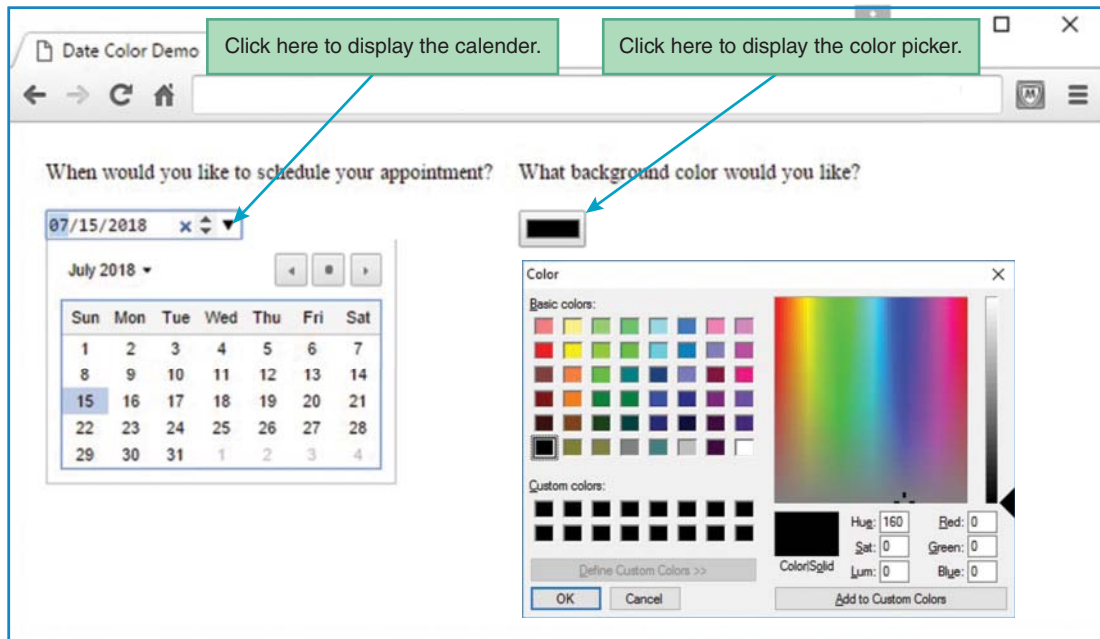 Date Color Demo
Click here to display the calender.
Click here to display the color picker.
When would you like to schedule your appointment?
What background color would you like?
07/15/2018
July 2018
Sun Mon Tue Wed Thu Fri Sat
1 2 3 4 5 6 7
8 9 10 11 12 13 14
15 16 17 18 19 20 21
22 23 24 25 26 27 28
29 30 31 1 2 3 4
Color
Basic colors:
Custom colors:
Define Custom Colors >>
OK Cancel
Color|Solid
Hue: 160 Red: 0
Sat: 0 Green: 0
Lum: 0 Blue: 0
Add to Custom Colors